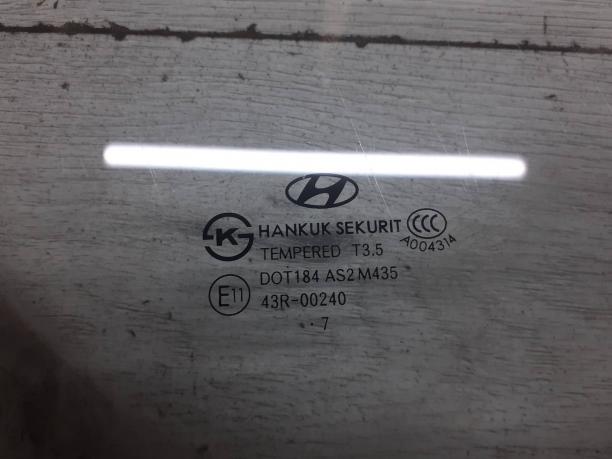 HANKUK SEKURIT
TEMPERED T3.5
DOT184 AS2 M435
43R-00240
·· 7
K
CCC
A004314
E11